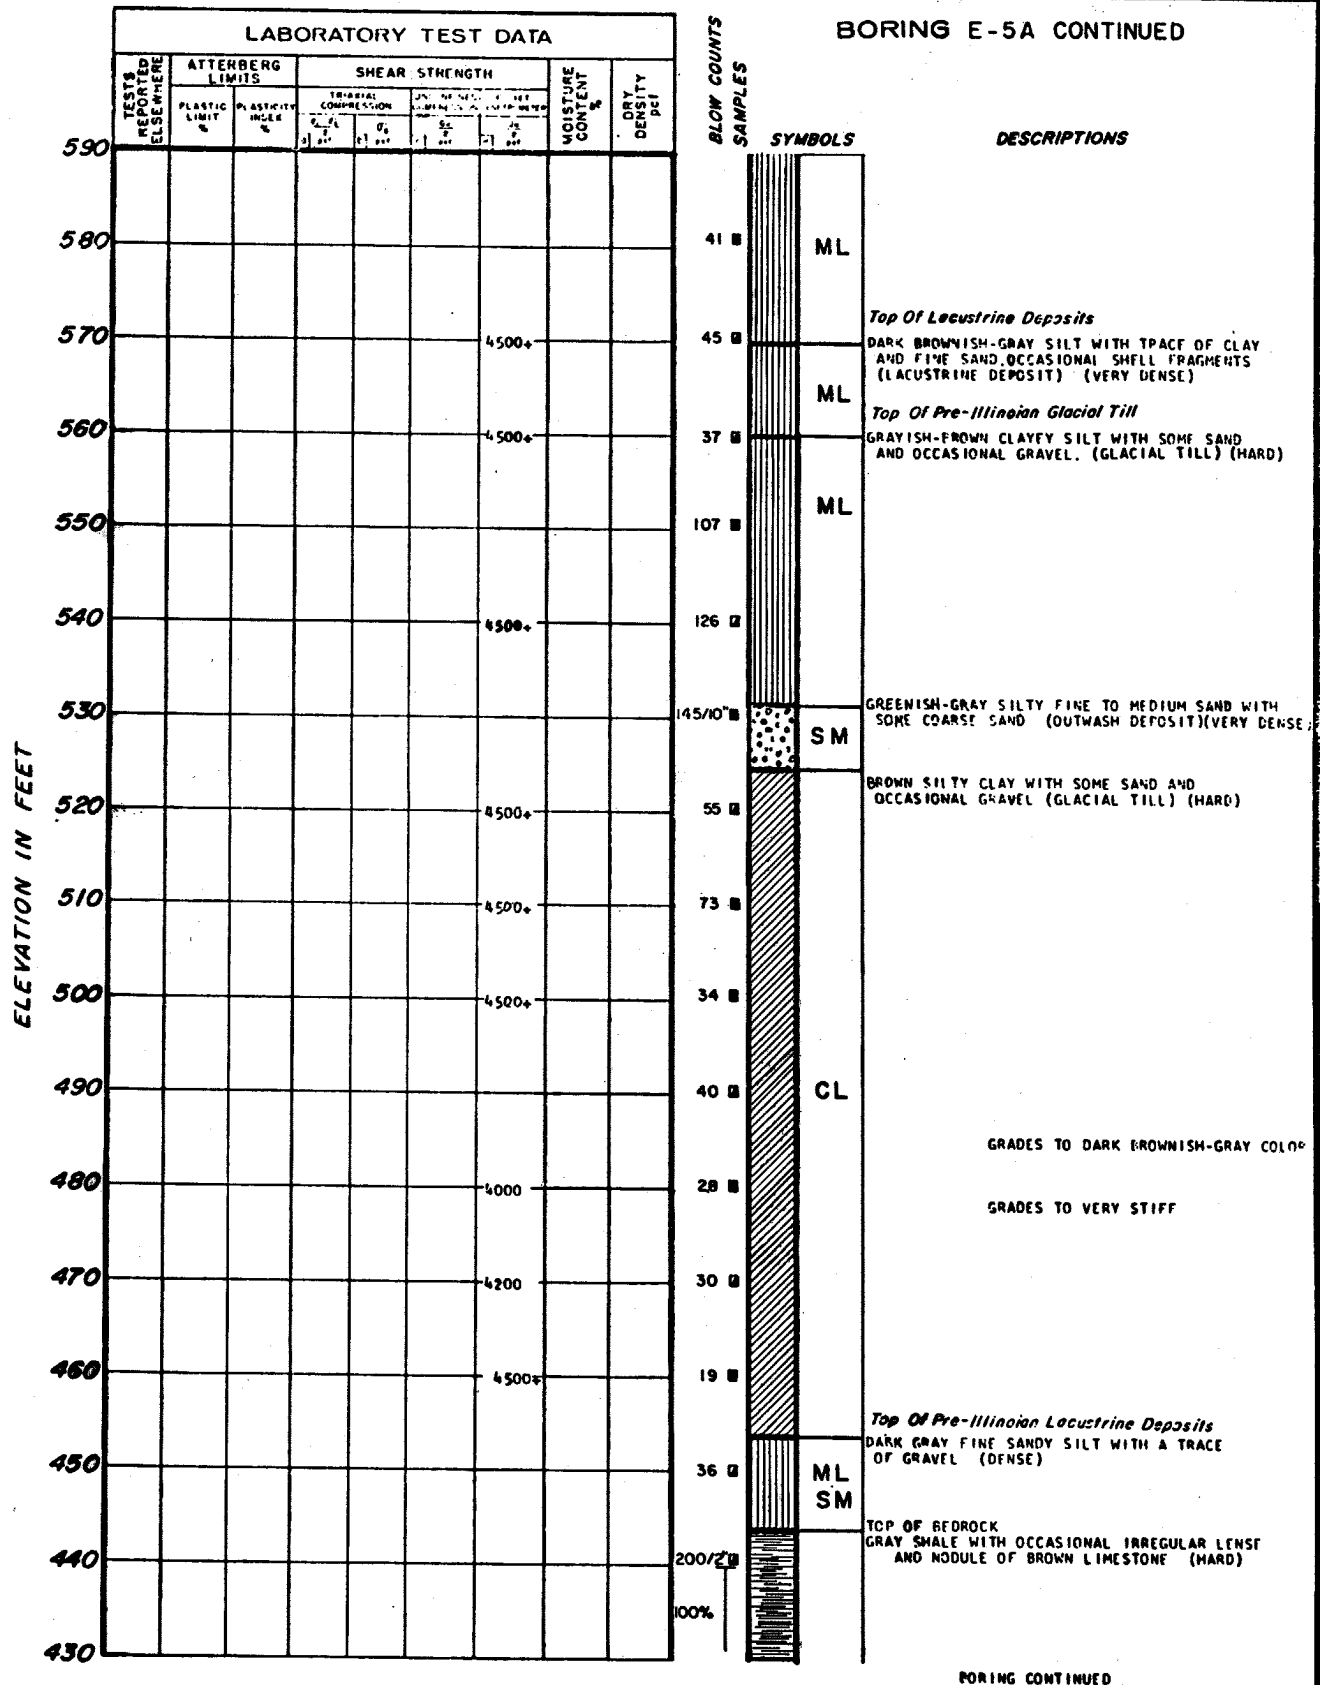 LABORATORY TEST DATA
BORING E-5A CONTINUED
TESTS REPORTED ELSEWHERE
ATTERBERG LIMITS
SHEAR STRENGTH
MOISTURE CONTENT %
DRY DENSITY pcf
BLOW COUNTS
SAMPLES
PLASTIC LIMIT %
PLASTICITY INDEX %
TRIAXIAL COMPRESSION
SYMBOLS
DESCRIPTIONS
ELEVATION IN FEET
590
580
41
ML
Top Of Lacustrine Deposits
570
4500+
45
DARK BROWNISH-GRAY SILT WITH TRACE OF CLAY
AND FINE SAND. OCCASIONAL SHELL FRAGMENTS
(LACUSTRINE DEPOSIT) (VERY DENSE)
ML
Top Of Pre-Illinoian Glacial Till
560
4500+
37
GRAYISH-BROWN CLAYEY SILT WITH SOME SAND
AND OCCASIONAL GRAVEL. (GLACIAL TILL) (HARD)
ML
550
107
540
4500+
126
530
145/10"
GREENISH-GRAY SILTY FINE TO MEDIUM SAND WITH
SOME COARSE SAND (OUTWASH DEPOSIT)(VERY DENSE)
SM
BROWN SILTY CLAY WITH SOME SAND AND
OCCASIONAL GRAVEL (GLACIAL TILL) (HARD)
520
4500+
55
510
4500+
73
500
4500+
34
490
40
CL
GRADES TO DARK BROWNISH-GRAY COLOR
480
4000
28
GRADES TO VERY STIFF
470
4200
30
460
4500+
19
Top Of Pre-Illinoian Lacustrine Deposits
DARK GRAY FINE SANDY SILT WITH A TRACE
OF GRAVEL (DENSE)
450
36
ML
SM
TOP OF BEDROCK
GRAY SHALE WITH OCCASIONAL IRREGULAR LENSE
AND NODULE OF BROWN LIMESTONE (HARD)
440
200/2"
100%
430
BORING CONTINUED